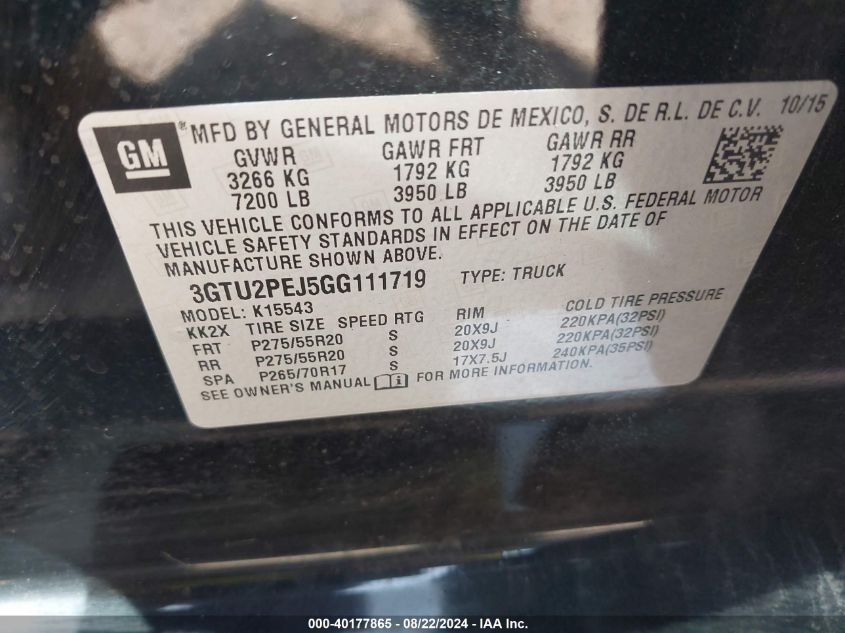 GM ® MFD BY GENERAL MOTORS DE MEXICO, S. DE R.L. DE C.V. 10/15
GVWR GAWR FRT GAWR RR
3266 KG 1792 KG 1792 KG
7200 LB 3950 LB 3950 LB
THIS VEHICLE CONFORMS TO ALL APPLICABLE U.S. FEDERAL MOTOR
VEHICLE SAFETY STANDARDS IN EFFECT ON THE DATE OF
MANUFACTURE SHOWN ABOVE.
3GTU2PEJ5GG111719 TYPE: TRUCK
MODEL: K15543
KK2X TIRE SIZE SPEED RTG RIM COLD TIRE PRESSURE
FRT P275/55R20 S 20X9J 220KPA(32PSI)
RR P275/55R20 S 20X9J 220KPA(32PSI)
SPA P265/70R17 S 17X7.5J 240KPA(35PSI)
SEE OWNER'S MANUAL FOR MORE INFORMATION.
000-40177865 - 08/22/2024 - IAA Inc.